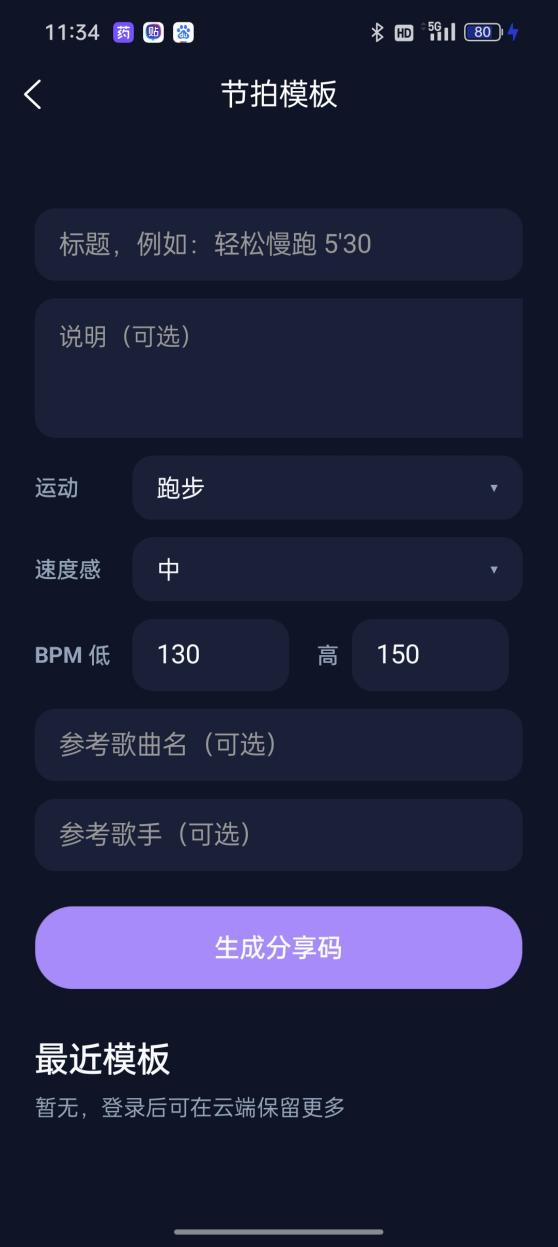 11:34 药 贴 HD 5G 80
节拍模板
标题，例如：轻松慢跑 5'30
说明（可选）
运动 跑步
速度感 中
BPM 低 130 高 150
参考歌曲名（可选）
参考歌手（可选）
生成分享码
最近模板
暂无，登录后可在云端保留更多